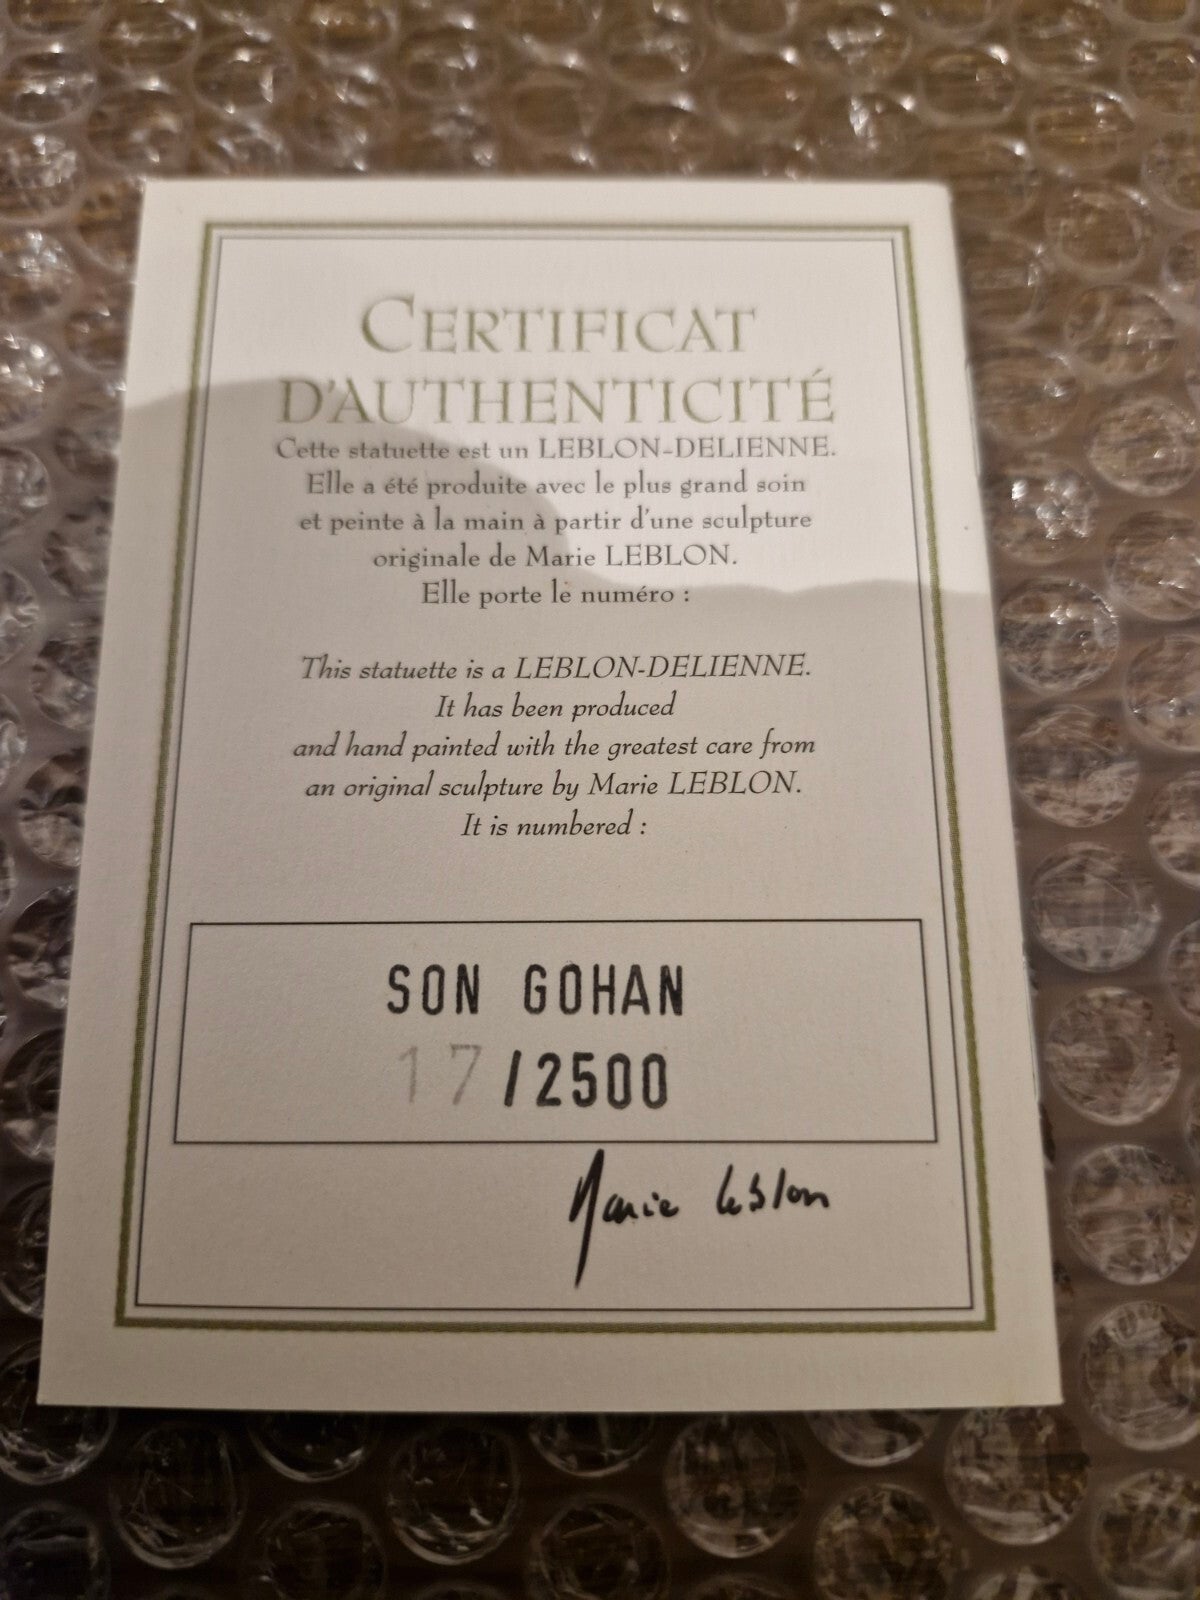 CERTIFICAT
D'AUTHENTICITÉ
Cette statuette est un LEBLON-DELIENNE.
Elle a été produite avec le plus grand soin
et peinte à la main à partir d'une sculpture
originale de Marie LEBLON.
Elle porte le numéro :
This statuette is a LEBLON-DELIENNE.
It has been produced
and hand painted with the greatest care from
an original sculpture by Marie LEBLON.
It is numbered :
SON GOHAN
17/2500
Marie Leblon